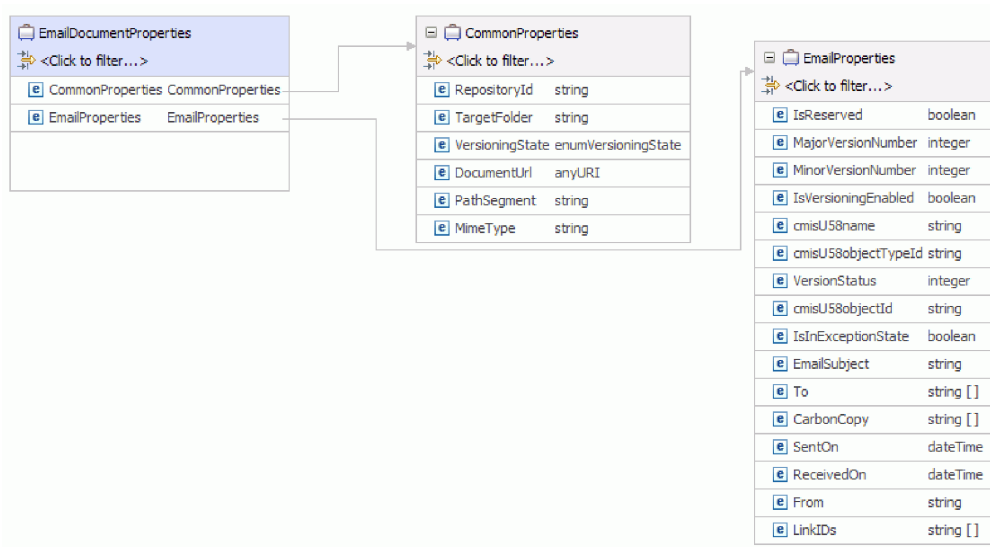 EmailDocumentProperties
<Click to filter...>
e CommonProperties CommonProperties
e EmailProperties EmailProperties
CommonProperties
<Click to filter...>
e RepositoryId string
e TargetFolder string
e VersioningState enumVersioningState
e DocumentUrl anyURI
e PathSegment string
e MimeType string
EmailProperties
<Click to filter...>
e IsReserved boolean
e MajorVersionNumber integer
e MinorVersionNumber integer
e IsVersioningEnabled boolean
e cmisU58name string
e cmisU58objectTypeId string
e VersionStatus integer
e cmisU58objectId string
e IsInExceptionState boolean
e EmailSubject string
e To string []
e CarbonCopy string []
e SentOn dateTime
e ReceivedOn dateTime
e From string
e LinkIDs string []